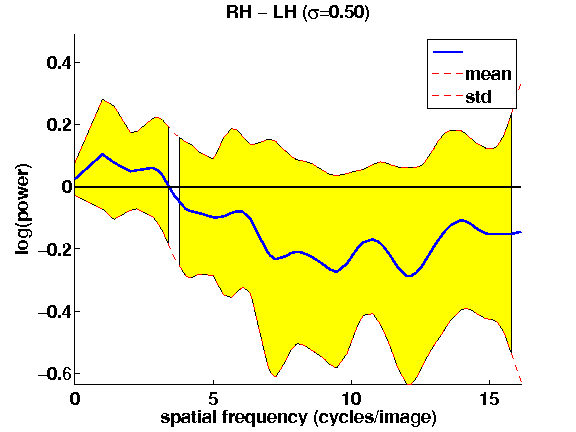 RH − LH (σ=0.50)
mean
std
log(power)
0.4
0.2
0
−0.2
−0.4
−0.6
0 5 10 15
spatial frequency (cycles/image)